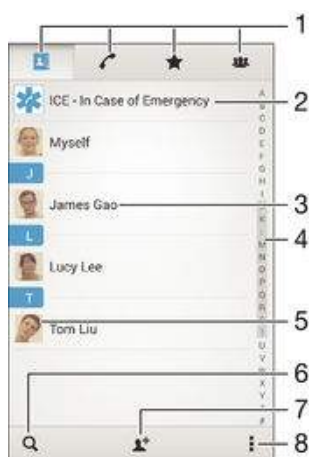 1
ICE - In Case of Emergency
2
Myself
J
James Gao
3
L
4
Lucy Lee
T
5
Tom Liu
6
7
8
A
B
C
D
E
F
G
H
I
J
K
L
M
N
O
P
Q
R
S
T
U
V
W
X
Y
#